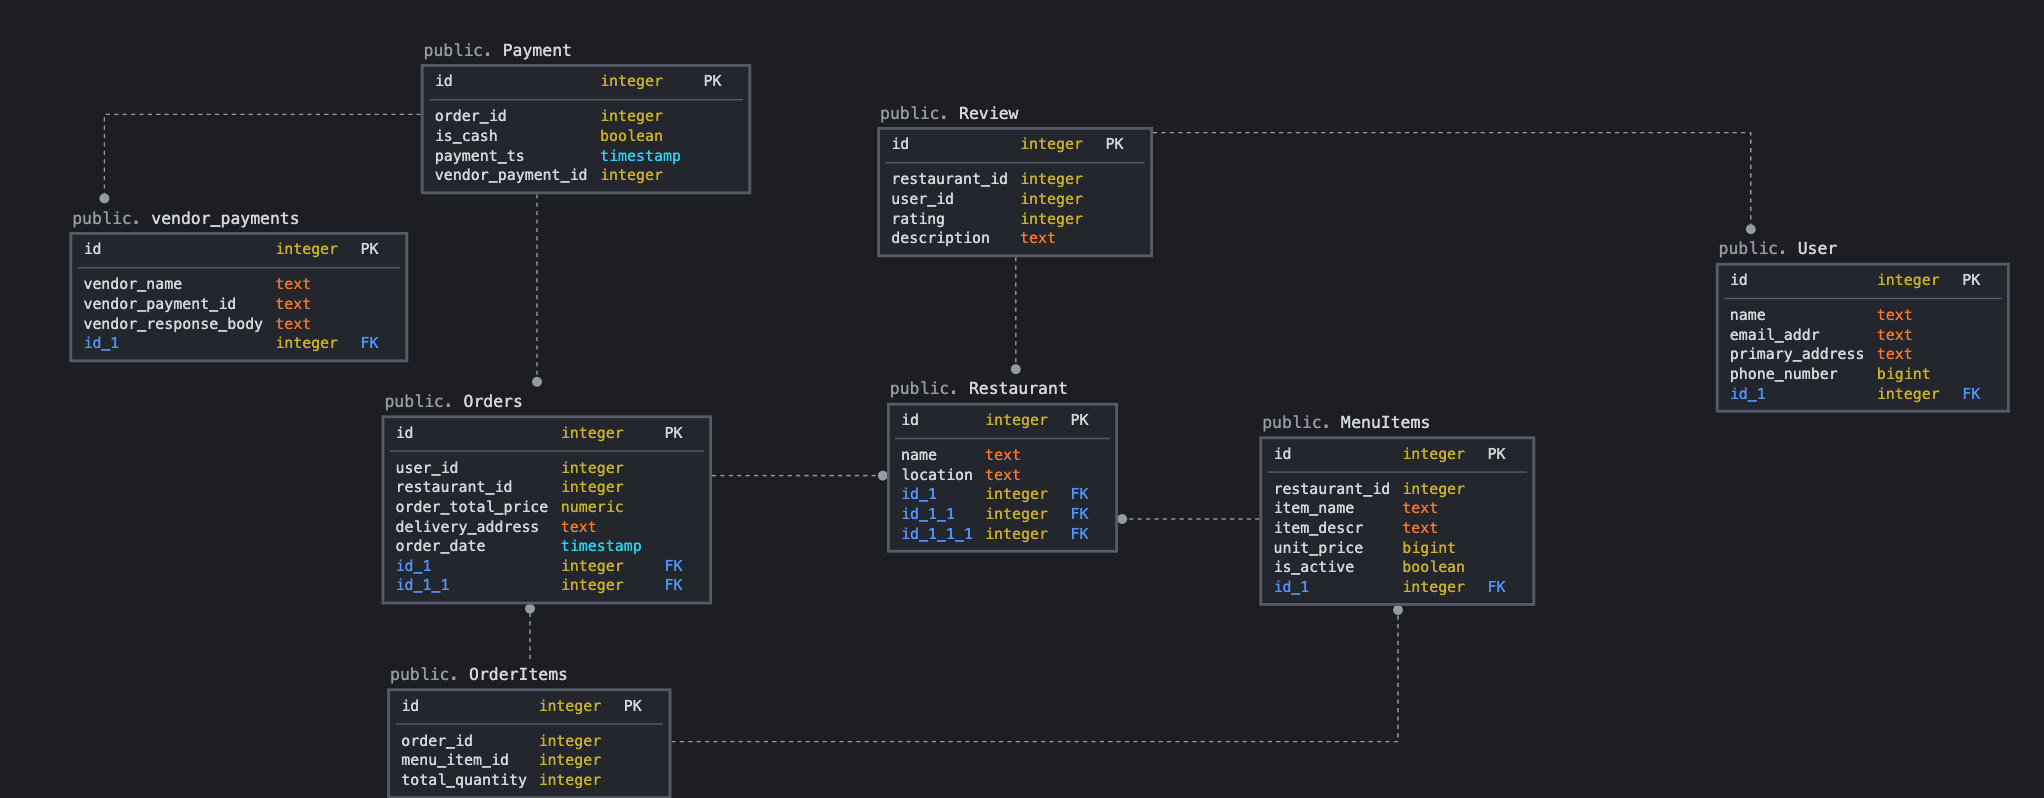 public. Payment
id integer PK
order_id integer
is_cash boolean
payment_ts timestamp
vendor_payment_id integer
public. Review
id integer PK
restaurant_id integer
user_id integer
rating integer
description text
public. vendor_payments
id integer PK
vendor_name text
vendor_payment_id text
vendor_response_body text
id_1 integer FK
public. User
id integer PK
name text
email_addr text
primary_address text
phone_number bigint
id_1 integer FK
public. Orders
id integer PK
user_id integer
restaurant_id integer
order_total_price numeric
delivery_address text
order_date timestamp
id_1 integer FK
id_1_1 integer FK
public. Restaurant
id integer PK
name text
location text
id_1 integer FK
id_1_1 integer FK
id_1_1_1 integer FK
public. MenuItems
id integer PK
restaurant_id integer
item_name text
item_descr text
unit_price bigint
is_active boolean
id_1 integer FK
public. OrderItems
id integer PK
order_id integer
menu_item_id integer
total_quantity integer